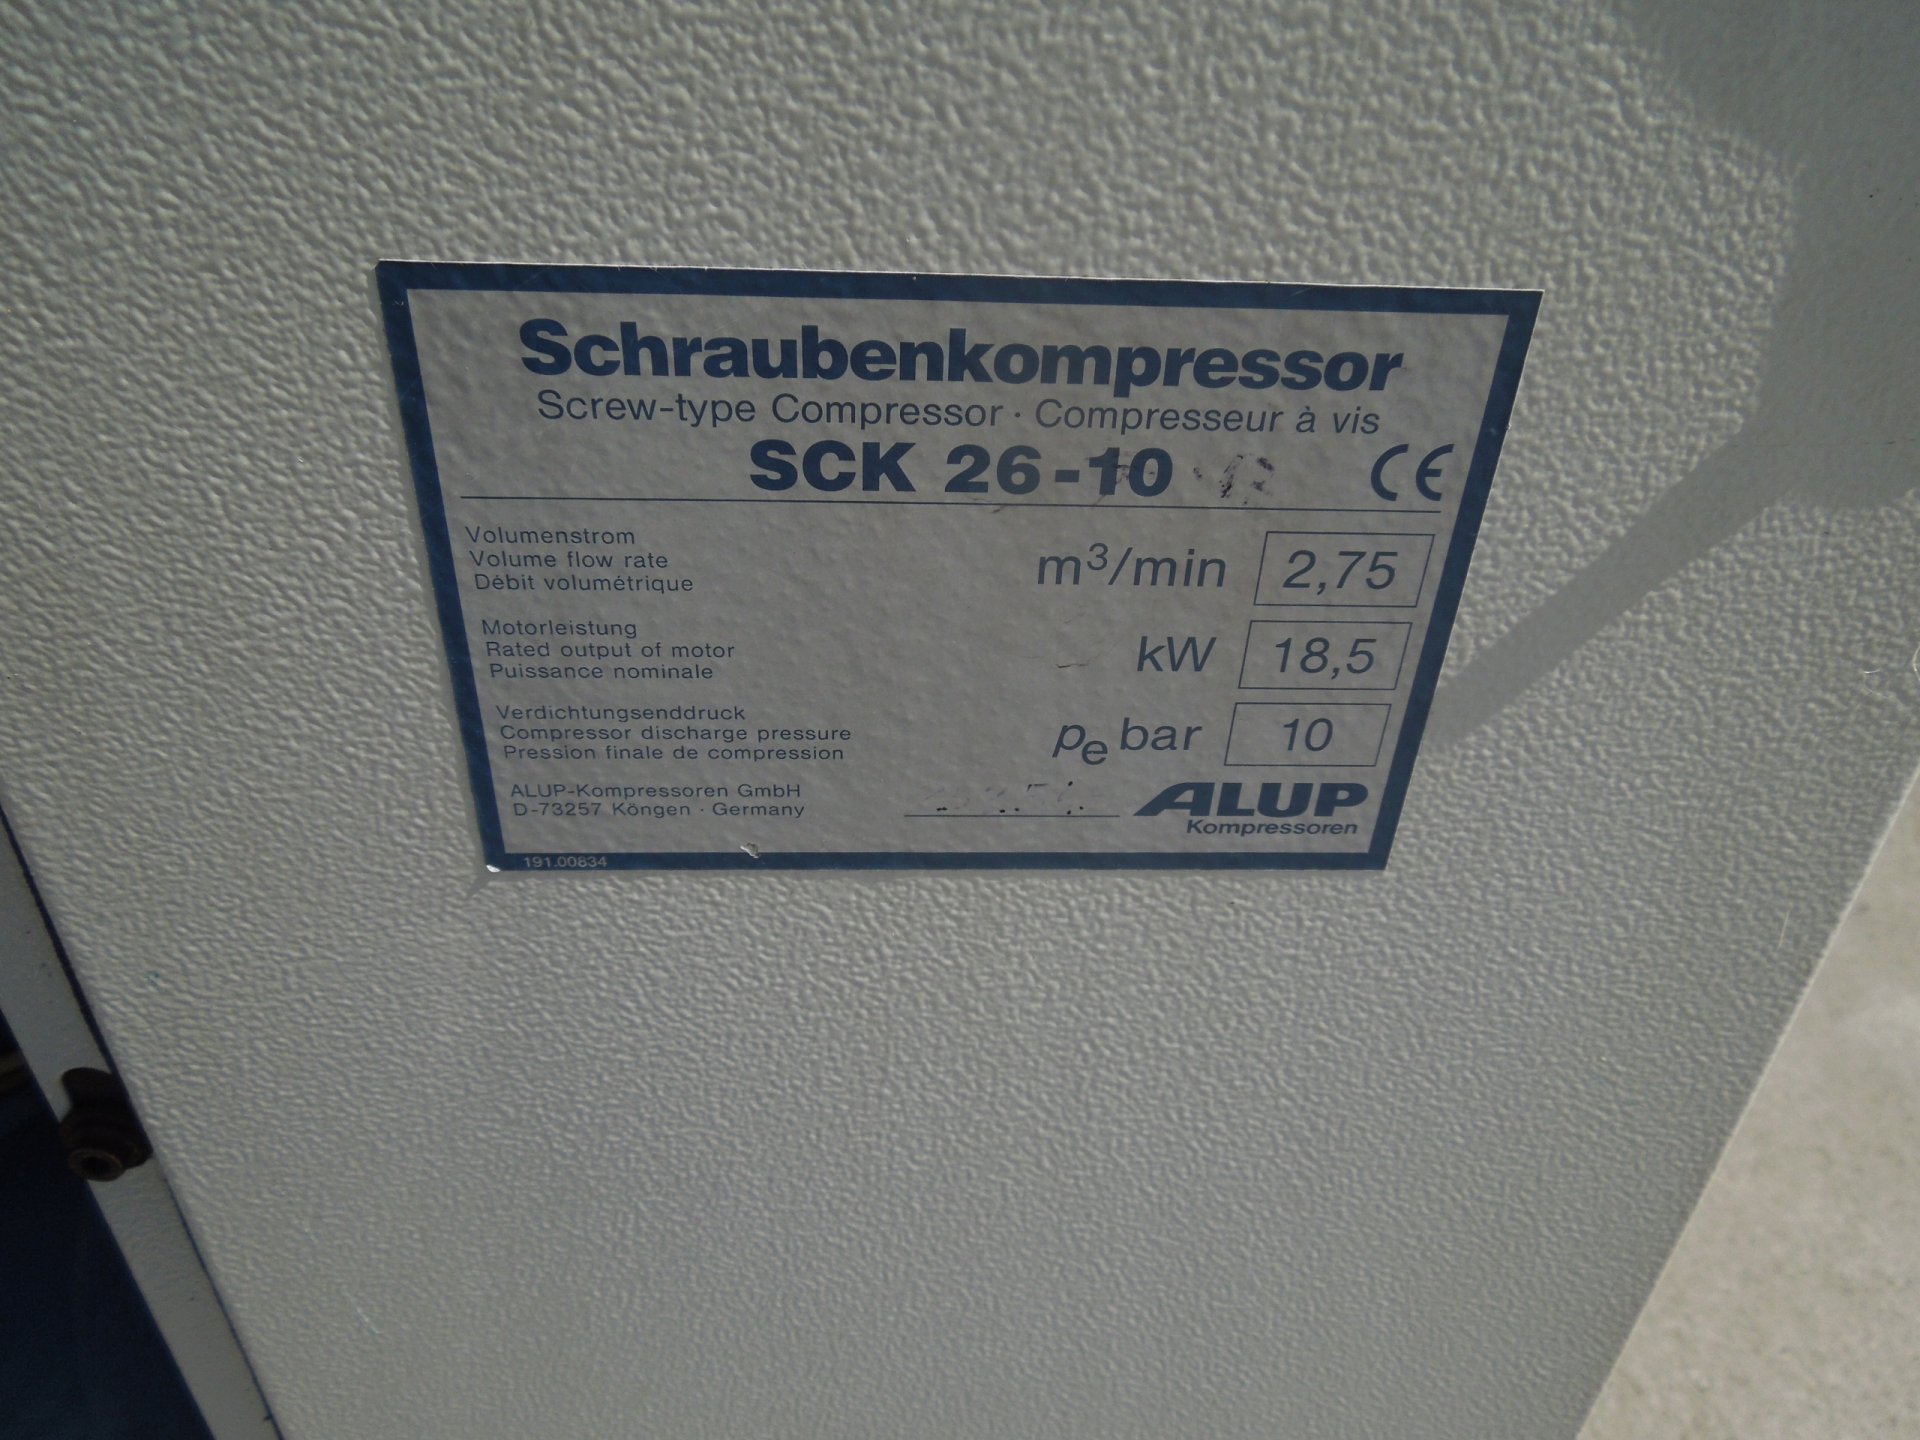 Schraubenkompressor
Screw-type Compressor · Compresseur à vis
SCK 26-10
CE
Volumenstrom
Volume flow rate
Débit volumétrique
m³/min 2,75
Motorleistung
Rated output of motor
Puissance nominale
kW 18,5
Verdichtungsenddruck
Compressor discharge pressure
Pression finale de compression
pe bar 10
ALUP-Kompressoren GmbH
D-73257 Köngen · Germany
ALUP
Kompressoren
191.00834